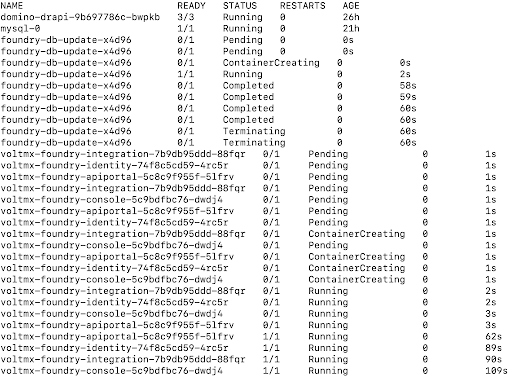 NAME READY STATUS RESTARTS AGE
domino-drapi-9b697786c-bwpkb 3/3 Running 0 26h
mysql-0 1/1 Running 0 21h
foundry-db-update-x4d96 0/1 Pending 0 0s
foundry-db-update-x4d96 0/1 Pending 0 0s
foundry-db-update-x4d96 0/1 ContainerCreating 0 0s
foundry-db-update-x4d96 1/1 Running 0 2s
foundry-db-update-x4d96 0/1 Completed 0 58s
foundry-db-update-x4d96 0/1 Completed 0 59s
foundry-db-update-x4d96 0/1 Completed 0 60s
foundry-db-update-x4d96 0/1 Terminating 0 60s
foundry-db-update-x4d96 0/1 Terminating 0 60s
voltmx-foundry-integration-7b9db95ddd-88fqr 0/1 Pending 0 1s
voltmx-foundry-identity-74f8c5cd59-4rc5r 0/1 Pending 0 1s
voltmx-foundry-apiportal-5c8c9f955f-5lfrv 0/1 Pending 0 1s
voltmx-foundry-integration-7b9db95ddd-88fqr 0/1 Pending 0 1s
voltmx-foundry-console-5c9bdfbc76-dwdj4 0/1 Pending 0 1s
voltmx-foundry-apiportal-5c8c9f955f-5lfrv 0/1 Pending 0 1s
voltmx-foundry-identity-74f8c5cd59-4rc5r 0/1 Pending 0 1s
voltmx-foundry-integration-7b9db95ddd-88fqr 0/1 ContainerCreating 0 1s
voltmx-foundry-console-5c9bdfbc76-dwdj4 0/1 Pending 0 1s
voltmx-foundry-apiportal-5c8c9f955f-5lfrv 0/1 ContainerCreating 0 1s
voltmx-foundry-console-5c9bdfbc76-dwdj4 0/1 ContainerCreating 0 1s
voltmx-foundry-identity-74f8c5cd59-4rc5r 0/1 ContainerCreating 0 1s
voltmx-foundry-integration-7b9db95ddd-88fqr 0/1 Running 0 2s
voltmx-foundry-identity-74f8c5cd59-4rc5r 0/1 Running 0 2s
voltmx-foundry-console-5c9bdfbc76-dwdj4 0/1 Running 0 3s
voltmx-foundry-apiportal-5c8c9f955f-5lfrv 0/1 Running 0 3s
voltmx-foundry-apiportal-5c8c9f955f-5lfrv 1/1 Running 0 62s
voltmx-foundry-identity-74f8c5cd59-4rc5r 1/1 Running 0 89s
voltmx-foundry-integration-7b9db95ddd-88fqr 1/1 Running 0 90s
voltmx-foundry-console-5c9bdfbc76-dwdj4 1/1 Running 0 109s